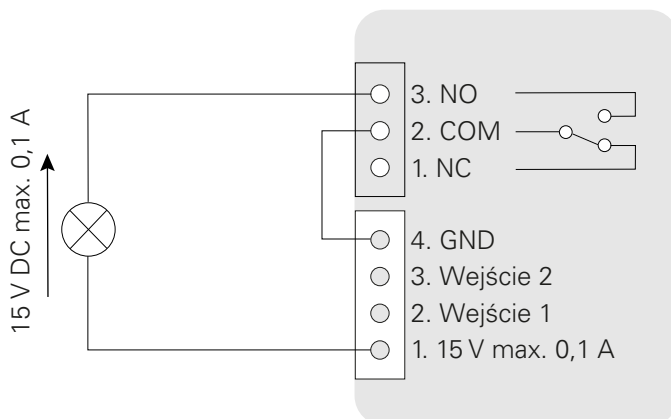 15 V DC max. 0,1 A
3. NO
2. COM
1. NC
4. GND
3. Wejście 2
2. Wejście 1
1. 15 V max. 0,1 A